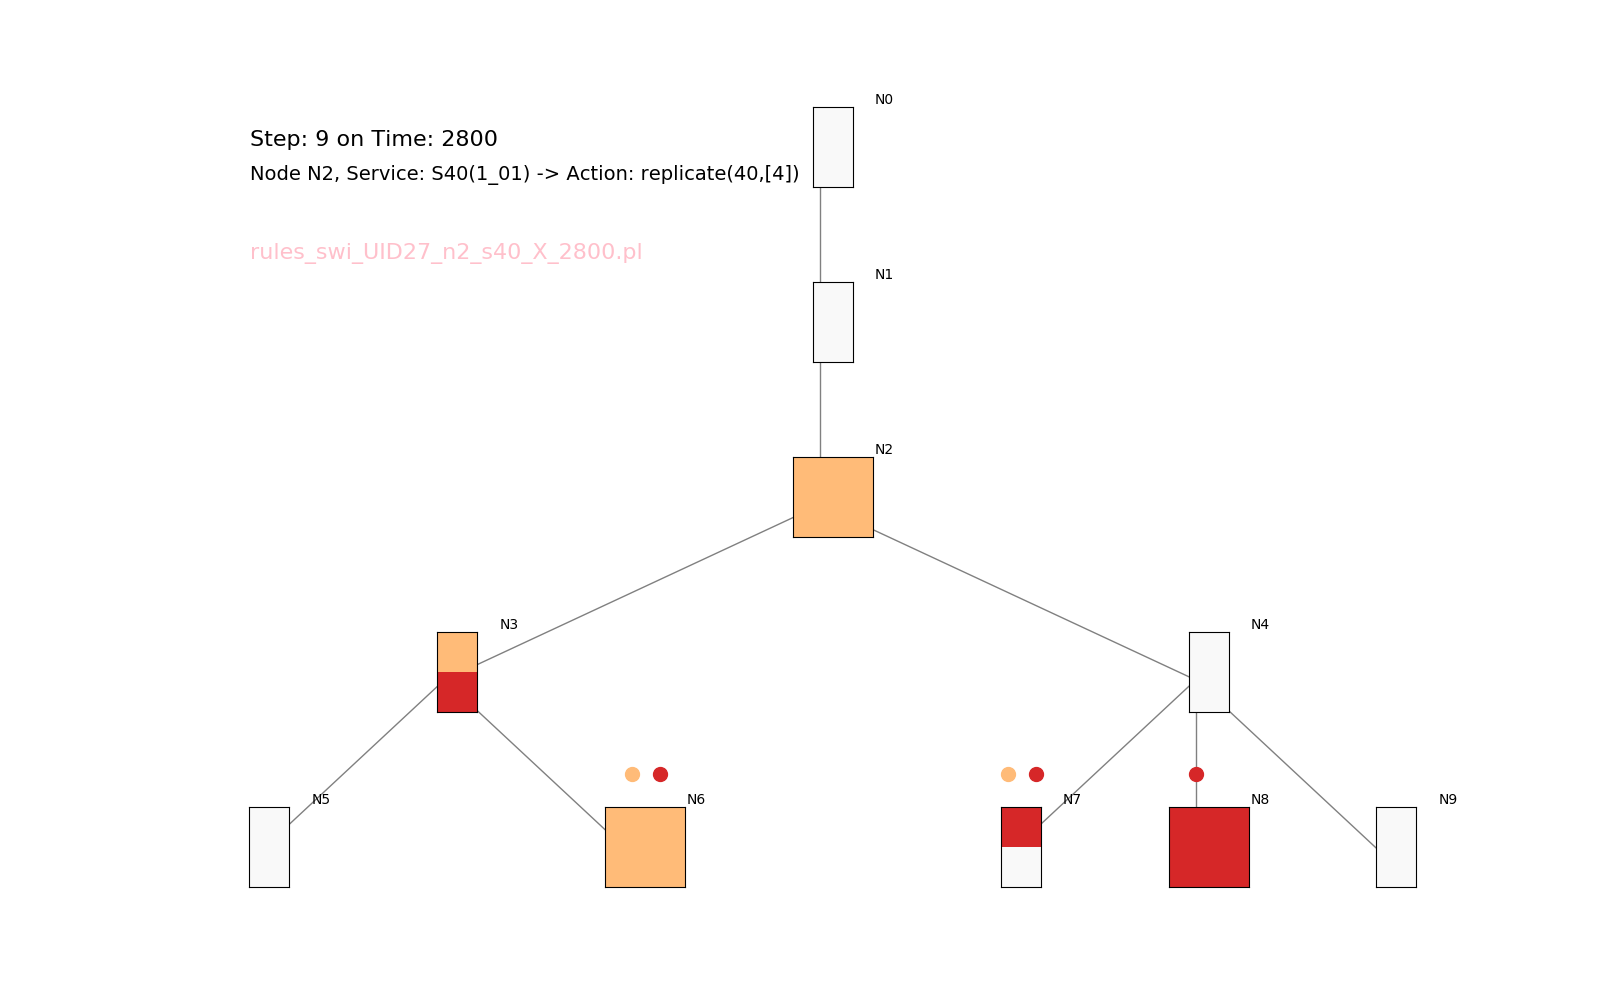 N0
Step: 9 on Time: 2800
Node N2, Service: S40(1_01) -> Action: replicate(40,[4])
rules_swi_UID27_n2_s40_X_2800.pl
N1
N2
N3
N4
N5
N6
N7
N8
N9